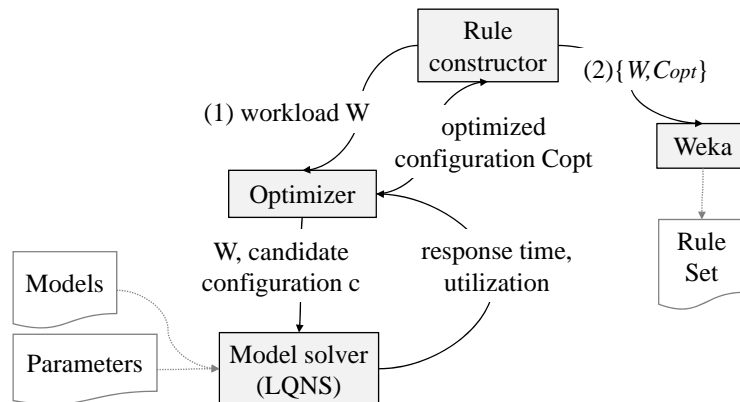 Rule
constructor
(2){W,Copt}
(1) workload W
optimized
configuration Copt
Weka
Optimizer
W, candidate
configuration c
response time,
utilization
Rule
Set
Models
Parameters
Model solver
(LQNS)